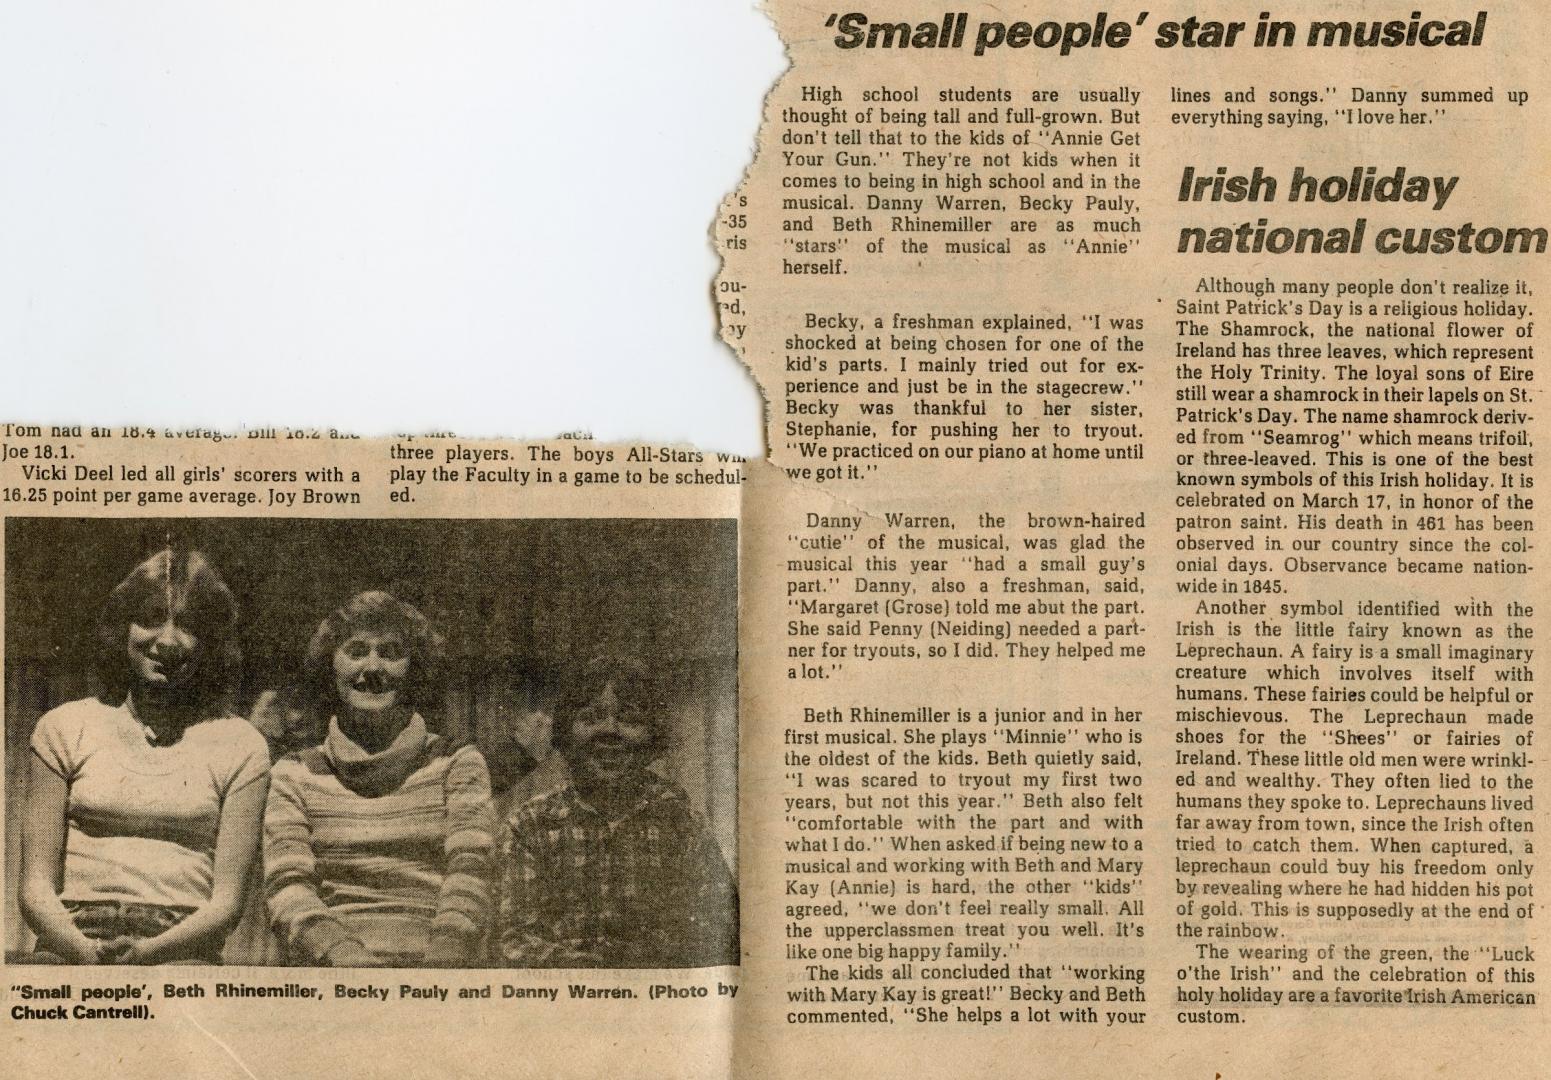 's
-35
ris
ou-
ed,
by
Tom had an 18.4 average. Bill 18.2 and
Joe 18.1.
Vicki Deel led all girls' scorers with a
16.25 point per game average. Joy Brown
three players. The boys All-Stars will
play the Faculty in a game to be schedul-
ed.
"Small people', Beth Rhinemiller, Becky Pauly and Danny Warren. (Photo by
Chuck Cantrell).
'Small people' star in musical
High school students are usually
thought of being tall and full-grown. But
don't tell that to the kids of "Annie Get
Your Gun." They're not kids when it
comes to being in high school and in the
musical. Danny Warren, Becky Pauly,
and Beth Rhinemiller are as much
"stars" of the musical as "Annie"
herself.
Becky, a freshman explained, "I was
shocked at being chosen for one of the
kid's parts. I mainly tried out for ex-
perience and just be in the stagecrew."
Becky was thankful to her sister,
Stephanie, for pushing her to tryout.
"We practiced on our piano at home until
we got it."
Danny Warren, the brown-haired
"cutie" of the musical, was glad the
musical this year "had a small guy's
part." Danny, also a freshman, said,
"Margaret (Grose) told me abut the part.
She said Penny (Neiding) needed a part-
ner for tryouts, so I did. They helped me
a lot."
Beth Rhinemiller is a junior and in her
first musical. She plays "Minnie" who is
the oldest of the kids. Beth quietly said,
"I was scared to tryout my first two
years, but not this year." Beth also felt
"comfortable with the part and with
what I do." When asked if being new to a
musical and working with Beth and Mary
Kay (Annie) is hard, the other "kids"
agreed, "we don't feel really small. All
the upperclassmen treat you well. It's
like one big happy family."
The kids all concluded that "working
with Mary Kay is great!" Becky and Beth
commented, "She helps a lot with your
lines and songs." Danny summed up
everything saying, "I love her."
Irish holiday
national custom
Although many people don't realize it,
Saint Patrick's Day is a religious holiday.
The Shamrock, the national flower of
Ireland has three leaves, which represent
the Holy Trinity. The loyal sons of Eire
still wear a shamrock in their lapels on St.
Patrick's Day. The name shamrock deriv-
ed from "Seamrog" which means trifoil,
or three-leaved. This is one of the best
known symbols of this Irish holiday. It is
celebrated on March 17, in honor of the
patron saint. His death in 461 has been
observed in our country since the col-
onial days. Observance became nation-
wide in 1845.
Another symbol identified with the
Irish is the little fairy known as the
Leprechaun. A fairy is a small imaginary
creature which involves itself with
humans. These fairies could be helpful or
mischievous. The Leprechaun made
shoes for the "Shees" or fairies of
Ireland. These little old men were wrinkl-
ed and wealthy. They often lied to the
humans they spoke to. Leprechauns lived
far away from town, since the Irish often
tried to catch them. When captured, a
leprechaun could buy his freedom only
by revealing where he had hidden his pot
of gold. This is supposedly at the end of
the rainbow.
The wearing of the green, the "Luck
o'the Irish" and the celebration of this
holy holiday are a favorite Irish American
custom.